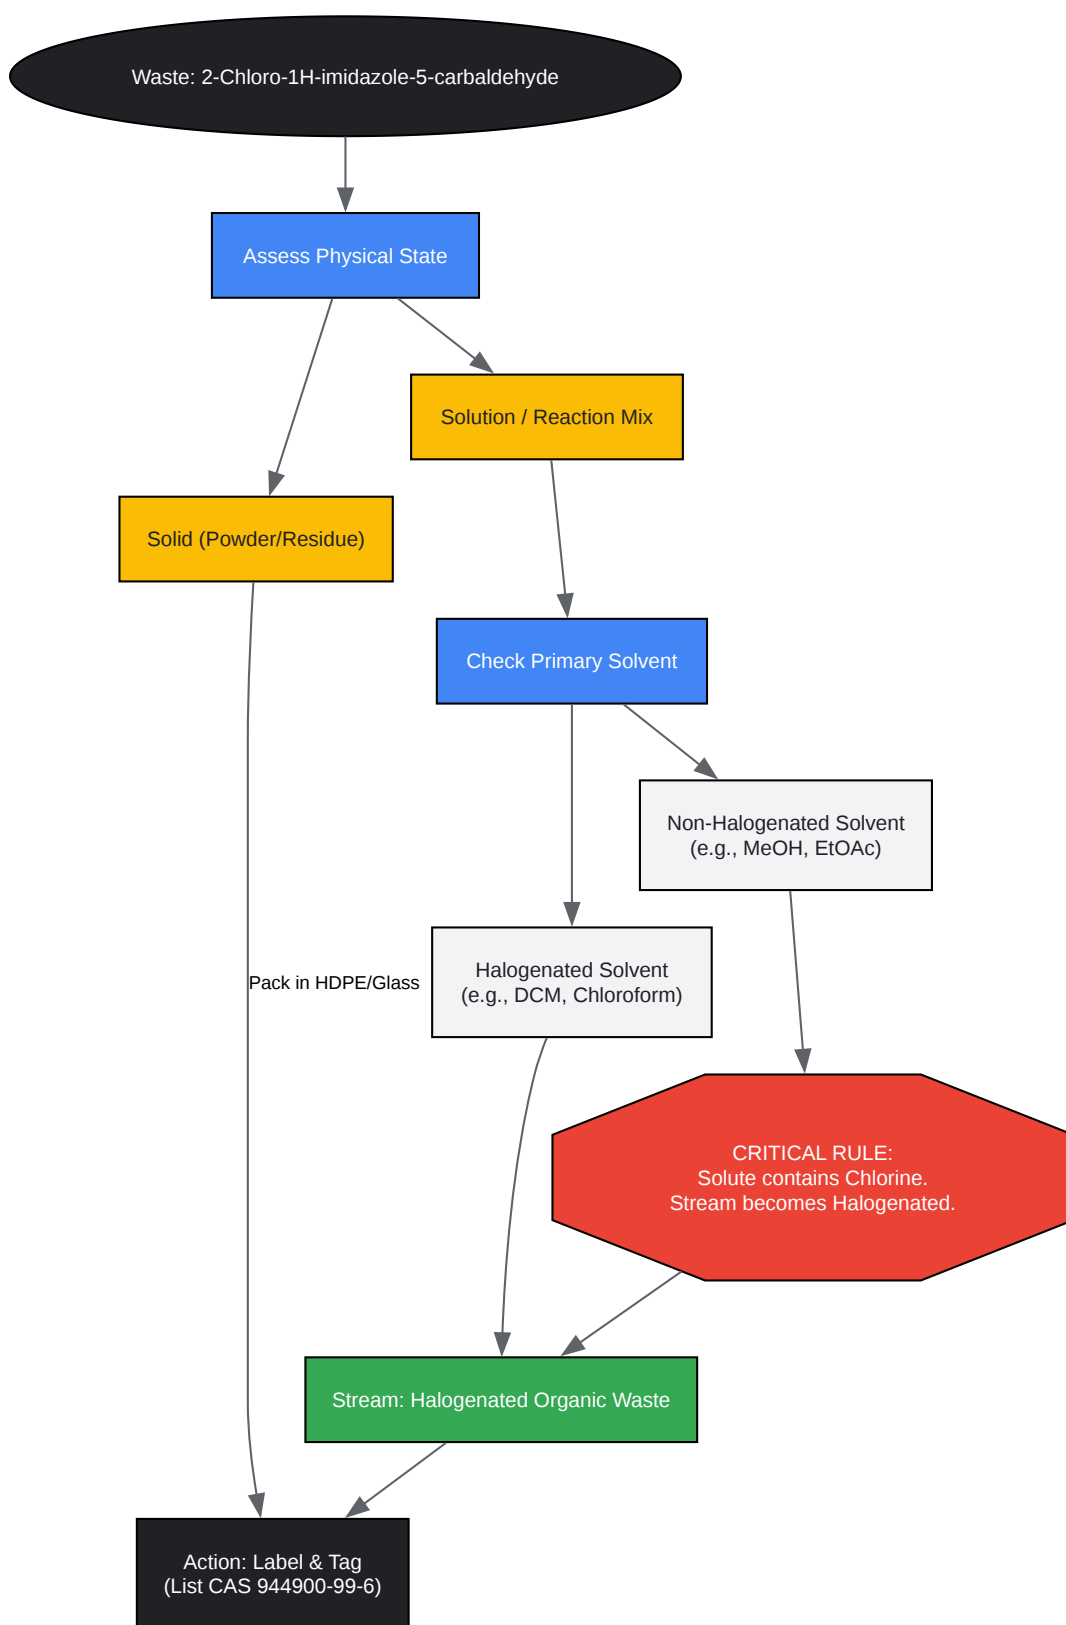 Waste: 2-Chloro-1H-imidazole-5-carbaldehyde
Assess Physical State
Solution / Reaction Mix
Solid (Powder/Residue)
Check Primary Solvent
Non-Halogenated Solvent
(e.g., MeOH, EtOAc)
Halogenated Solvent
(e.g., DCM, Chloroform)
Pack in HDPE/Glass
CRITICAL RULE:
Solute contains Chlorine.
Stream becomes Halogenated.
Stream: Halogenated Organic Waste
Action: Label & Tag
(List CAS 944900-99-6)